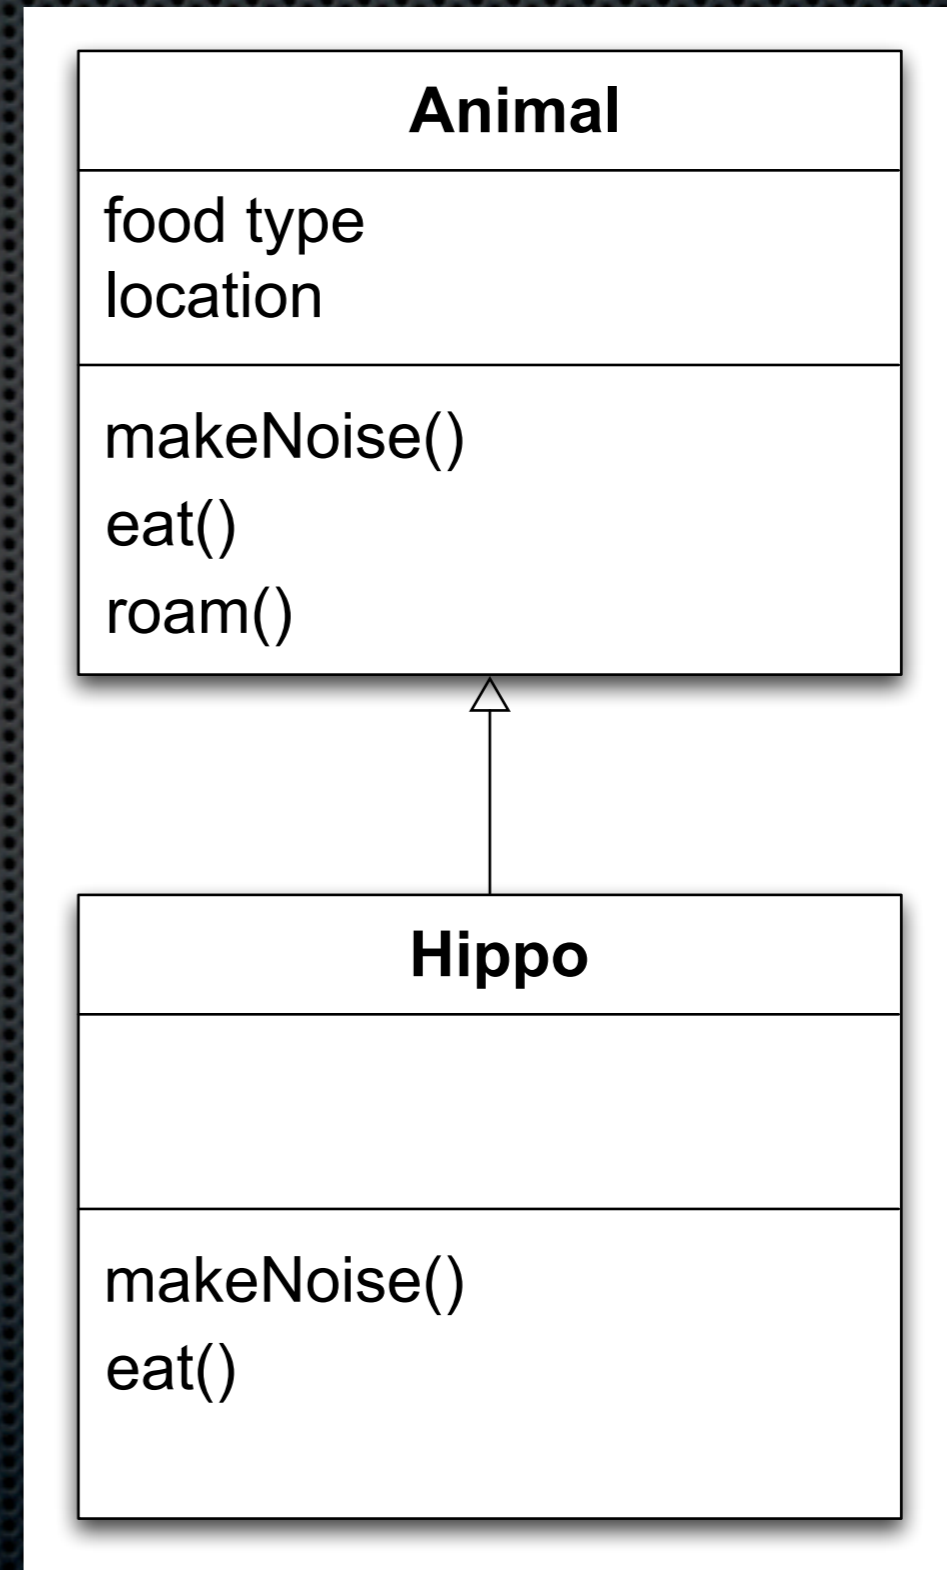 Animal
food type
location
makeNoise()
eat()
roam()
Hippo
makeNoise()
eat()